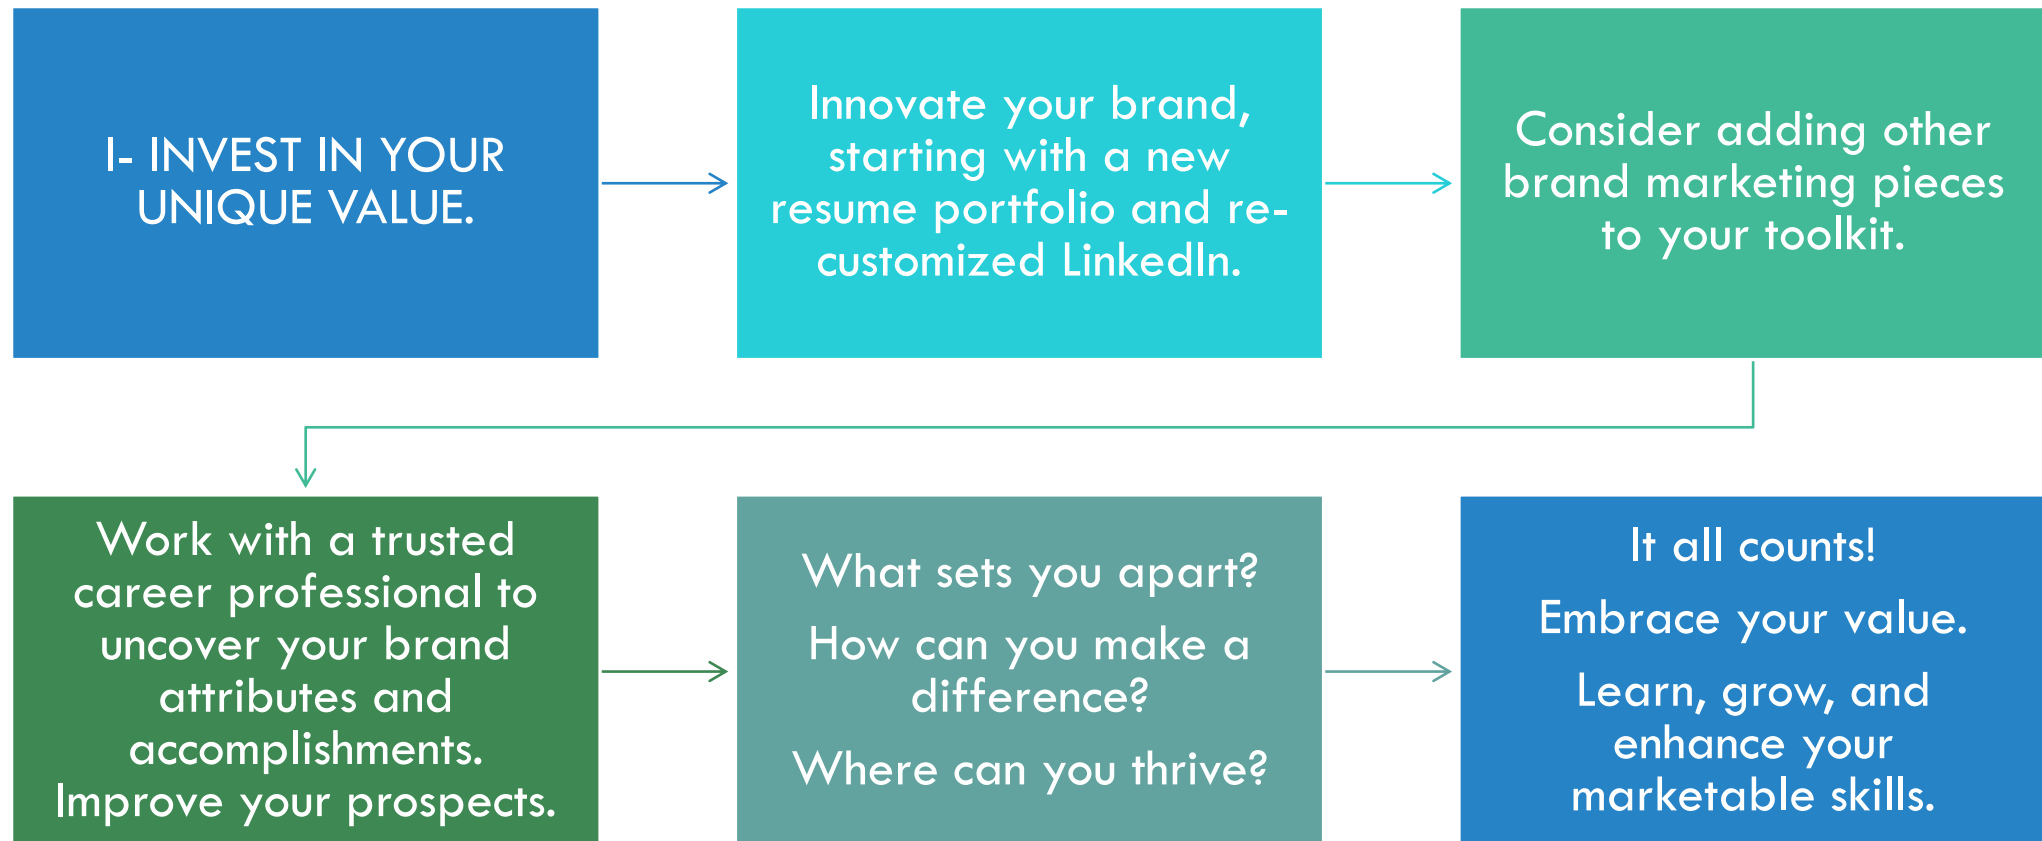 I- INVEST IN YOUR
UNIQUE VALUE.
Innovate your brand,
starting with a new
resume portfolio and re-
customized LinkedIn.
Consider adding other
brand marketing pieces
to your toolkit.
Work with a trusted
career professional to
uncover your brand
attributes and
accomplishments.
Improve your prospects.
What sets you apart?
How can you make a
difference?
Where can you thrive?
It all counts!
Embrace your value.
Learn, grow, and
enhance your
marketable skills.